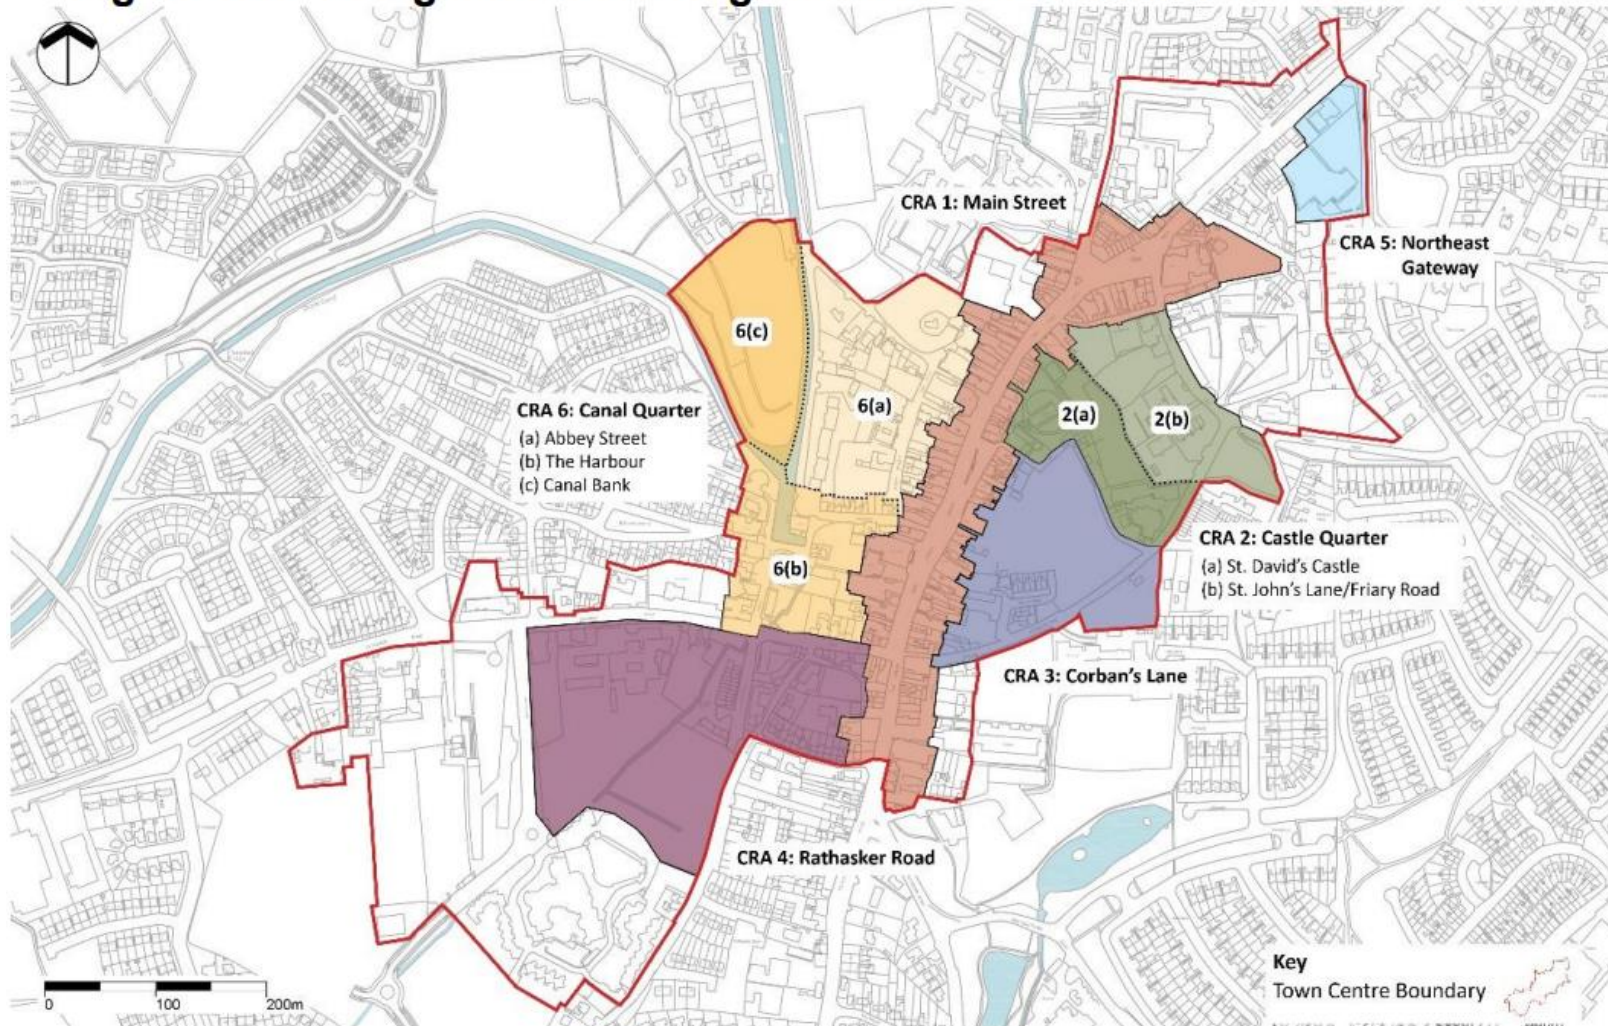 CRA 1: Main Street
CRA 5: Northeast
Gateway
6(c)
CRA 6: Canal Quarter
(a) Abbey Street
(b) The Harbour
(c) Canal Bank
6(a)
2(a)
2(b)
CRA 2: Castle Quarter
(a) St. David's Castle
(b) St. John's Lane/Friary Road
6(b)
CRA 3: Corban's Lane
CRA 4: Rathasker Road
Key
Town Centre Boundary
0
100
200m